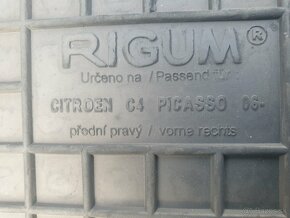 RIGUM®
Určeno na / Passend für
CITROEN C4 PICASSO 06-
přední pravý / vorne rechts